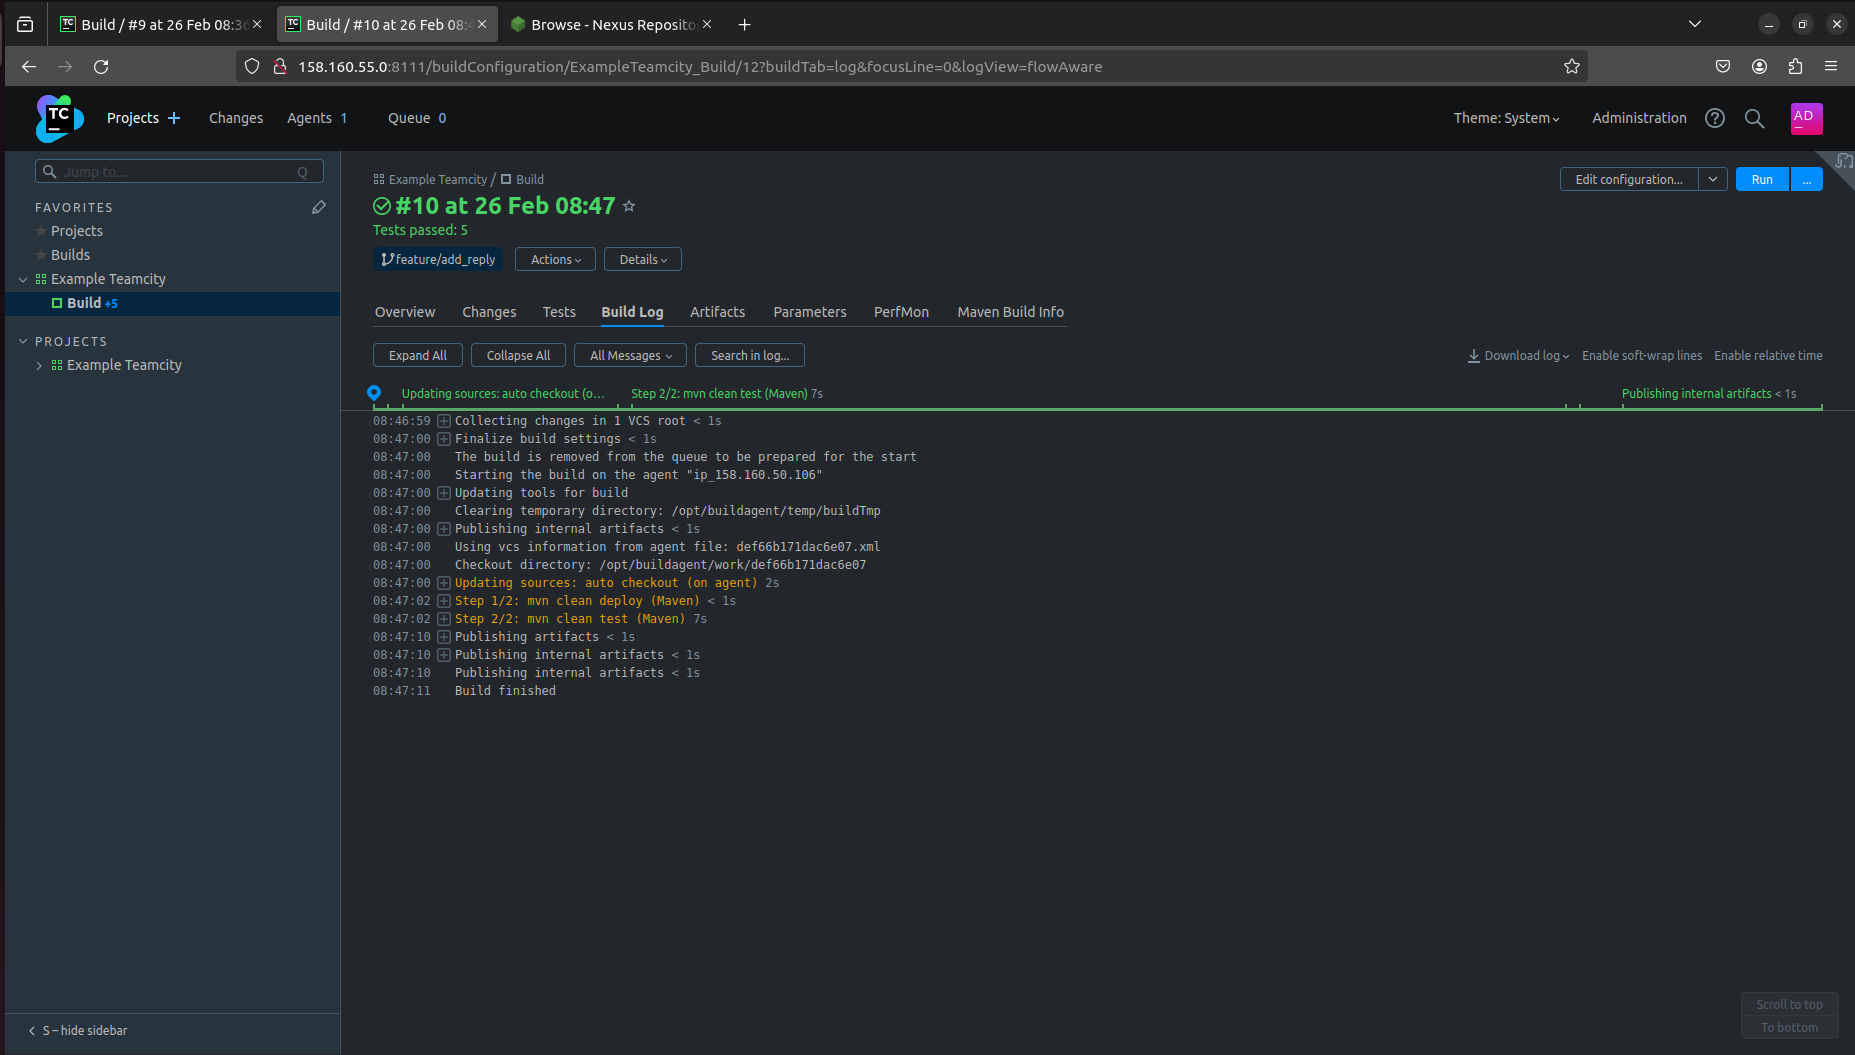 Build / #9 at 26 Feb 08:36
Build / #10 at 26 Feb 08:4
Browse - Nexus Reposito
158.160.55.0:8111/buildConfiguration/ExampleTeamcity_Build/12?buildTab=log&focusLine=0&logView=flowAware
TC
Projects
Changes
Agents 1
Queue 0
Theme: System
Administration
AD
Jump to... Q
FAVORITES
Projects
Builds
Example Teamcity
Build +5
PROJECTS
Example Teamcity
S – hide sidebar
Example Teamcity / Build
Edit configuration...
Run
...
#10 at 26 Feb 08:47
Tests passed: 5
feature/add_reply
Actions
Details
Overview
Changes
Tests
Build Log
Artifacts
Parameters
PerfMon
Maven Build Info
Expand All
Collapse All
All Messages
Search in log...
Download log
Enable soft-wrap lines
Enable relative time
Updating sources: auto checkout (o...
Step 2/2: mvn clean test (Maven) 7s
Publishing internal artifacts < 1s
08:46:59 Collecting changes in 1 VCS root < 1s
08:47:00 Finalize build settings < 1s
08:47:00 The build is removed from the queue to be prepared for the start
08:47:00 Starting the build on the agent "ip_158.160.50.106"
08:47:00 Updating tools for build
08:47:00 Clearing temporary directory: /opt/buildagent/temp/buildTmp
08:47:00 Publishing internal artifacts < 1s
08:47:00 Using vcs information from agent file: def66b171dac6e07.xml
08:47:00 Checkout directory: /opt/buildagent/work/def66b171dac6e07
08:47:00 Updating sources: auto checkout (on agent) 2s
08:47:02 Step 1/2: mvn clean deploy (Maven) < 1s
08:47:02 Step 2/2: mvn clean test (Maven) 7s
08:47:10 Publishing artifacts < 1s
08:47:10 Publishing internal artifacts < 1s
08:47:10 Publishing internal artifacts < 1s
08:47:11 Build finished
Scroll to top
To bottom